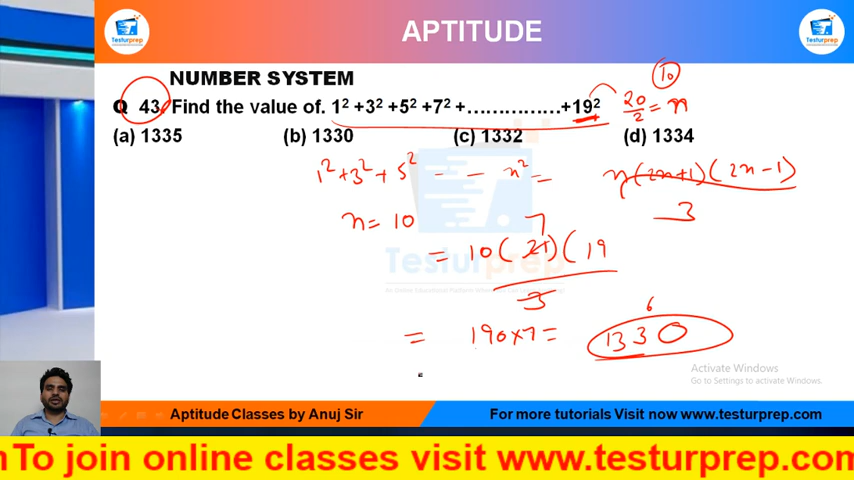 Testurprep
APTITUDE
Testurprep
NUMBER SYSTEM
Q 43. Find the value of. 1² +3² +5² +7² +……………+19²
20/2 = n
10
(a) 1335 (b) 1330 (c) 1332 (d) 1334
1²+3²+5² - - n² = n(2n+1)(2n-1)
3
n = 10
7
= 10(21)(19
3
Testurprep
6
= 190×7= 1330
Activate Windows
Go to Settings to activate Windows.
Aptitude Classes by Anuj Sir For more tutorials Visit now www.testurprep.com
To join online classes visit www.testurprep.com